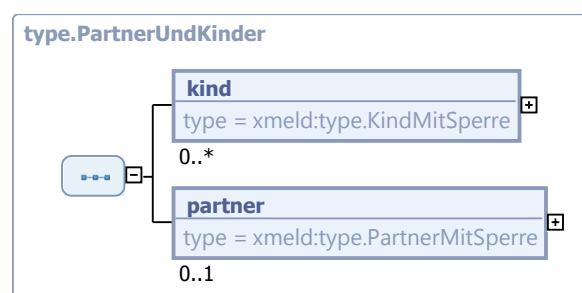 type.PartnerUndKinder
kind
type = xmeld:type.KindMitSperre
0..*
partner
type = xmeld:type.PartnerMitSperre
0..1